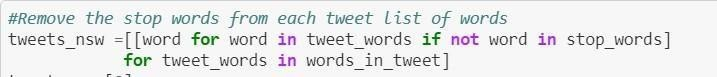 #Remove the stop words from each tweet list of words
tweets_nsw =[[word for word in tweet_words if not word in stop_words]
for tweet_words in words_in_tweet]